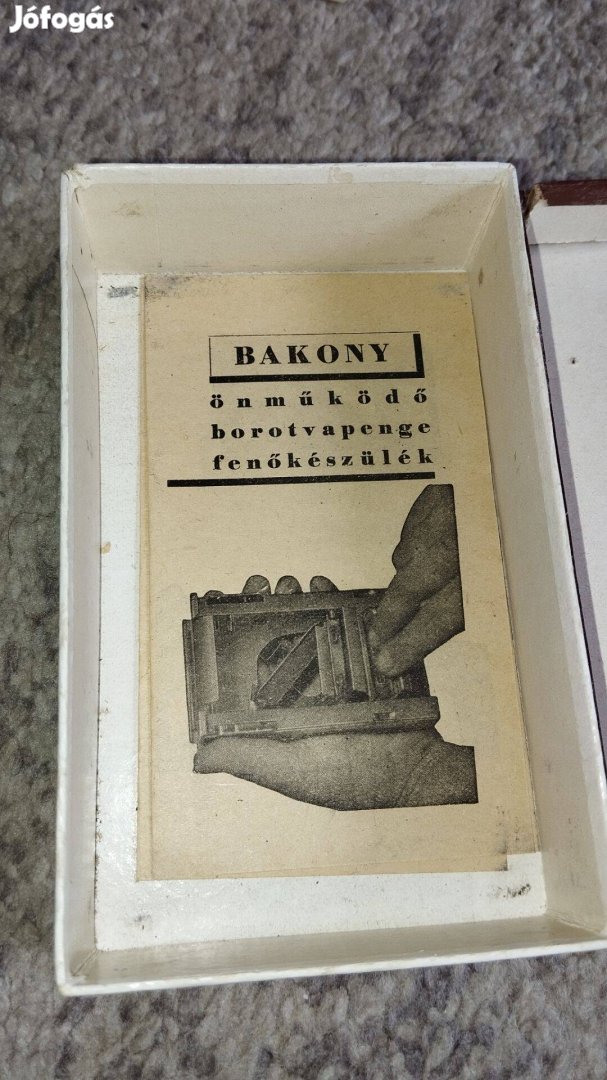 Jófogás
BAKONY
önműködő
borotvapenge
fenőkészülék